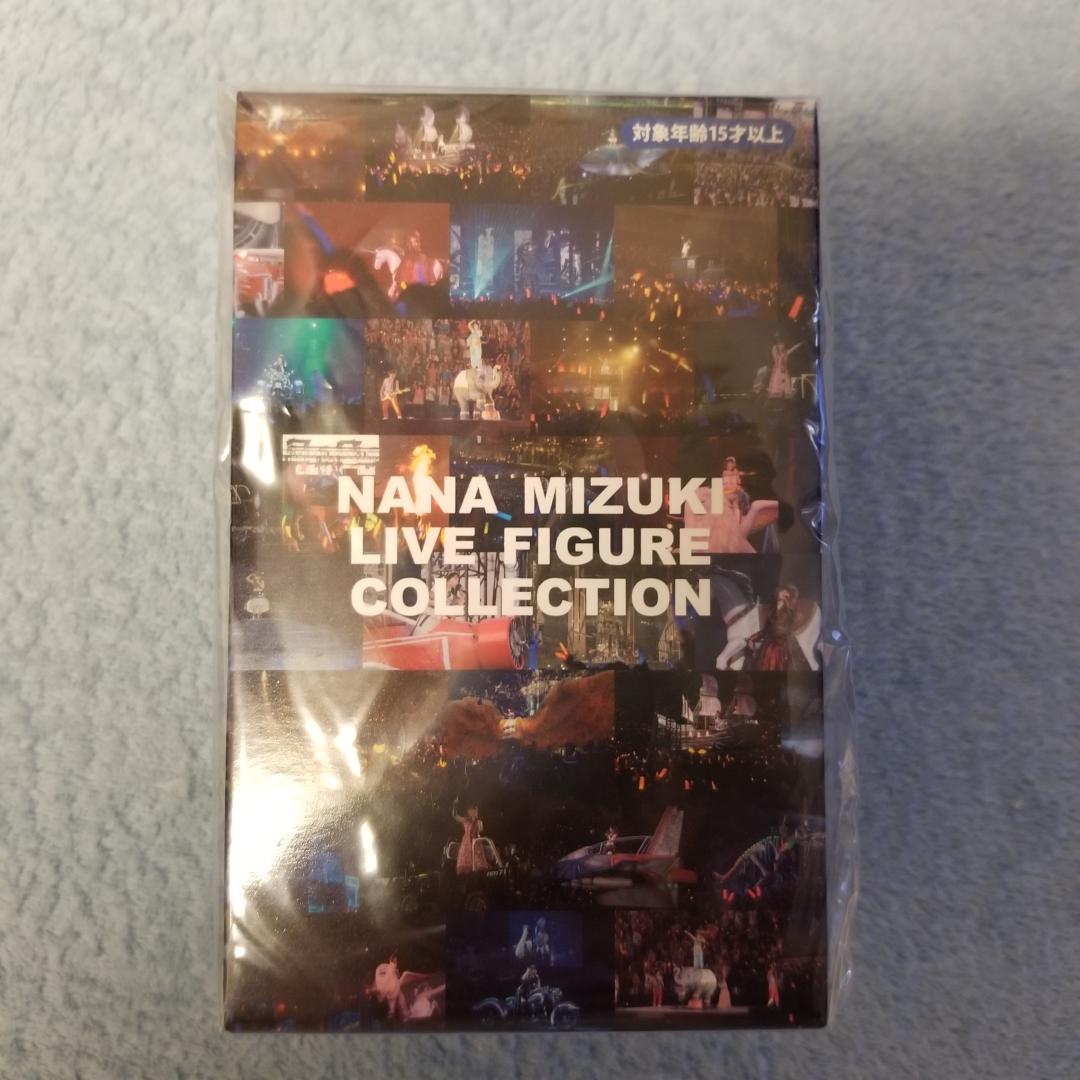 対象年齢15才以上
NANA MIZUKI
LIVE FIGURE
COLLECTION